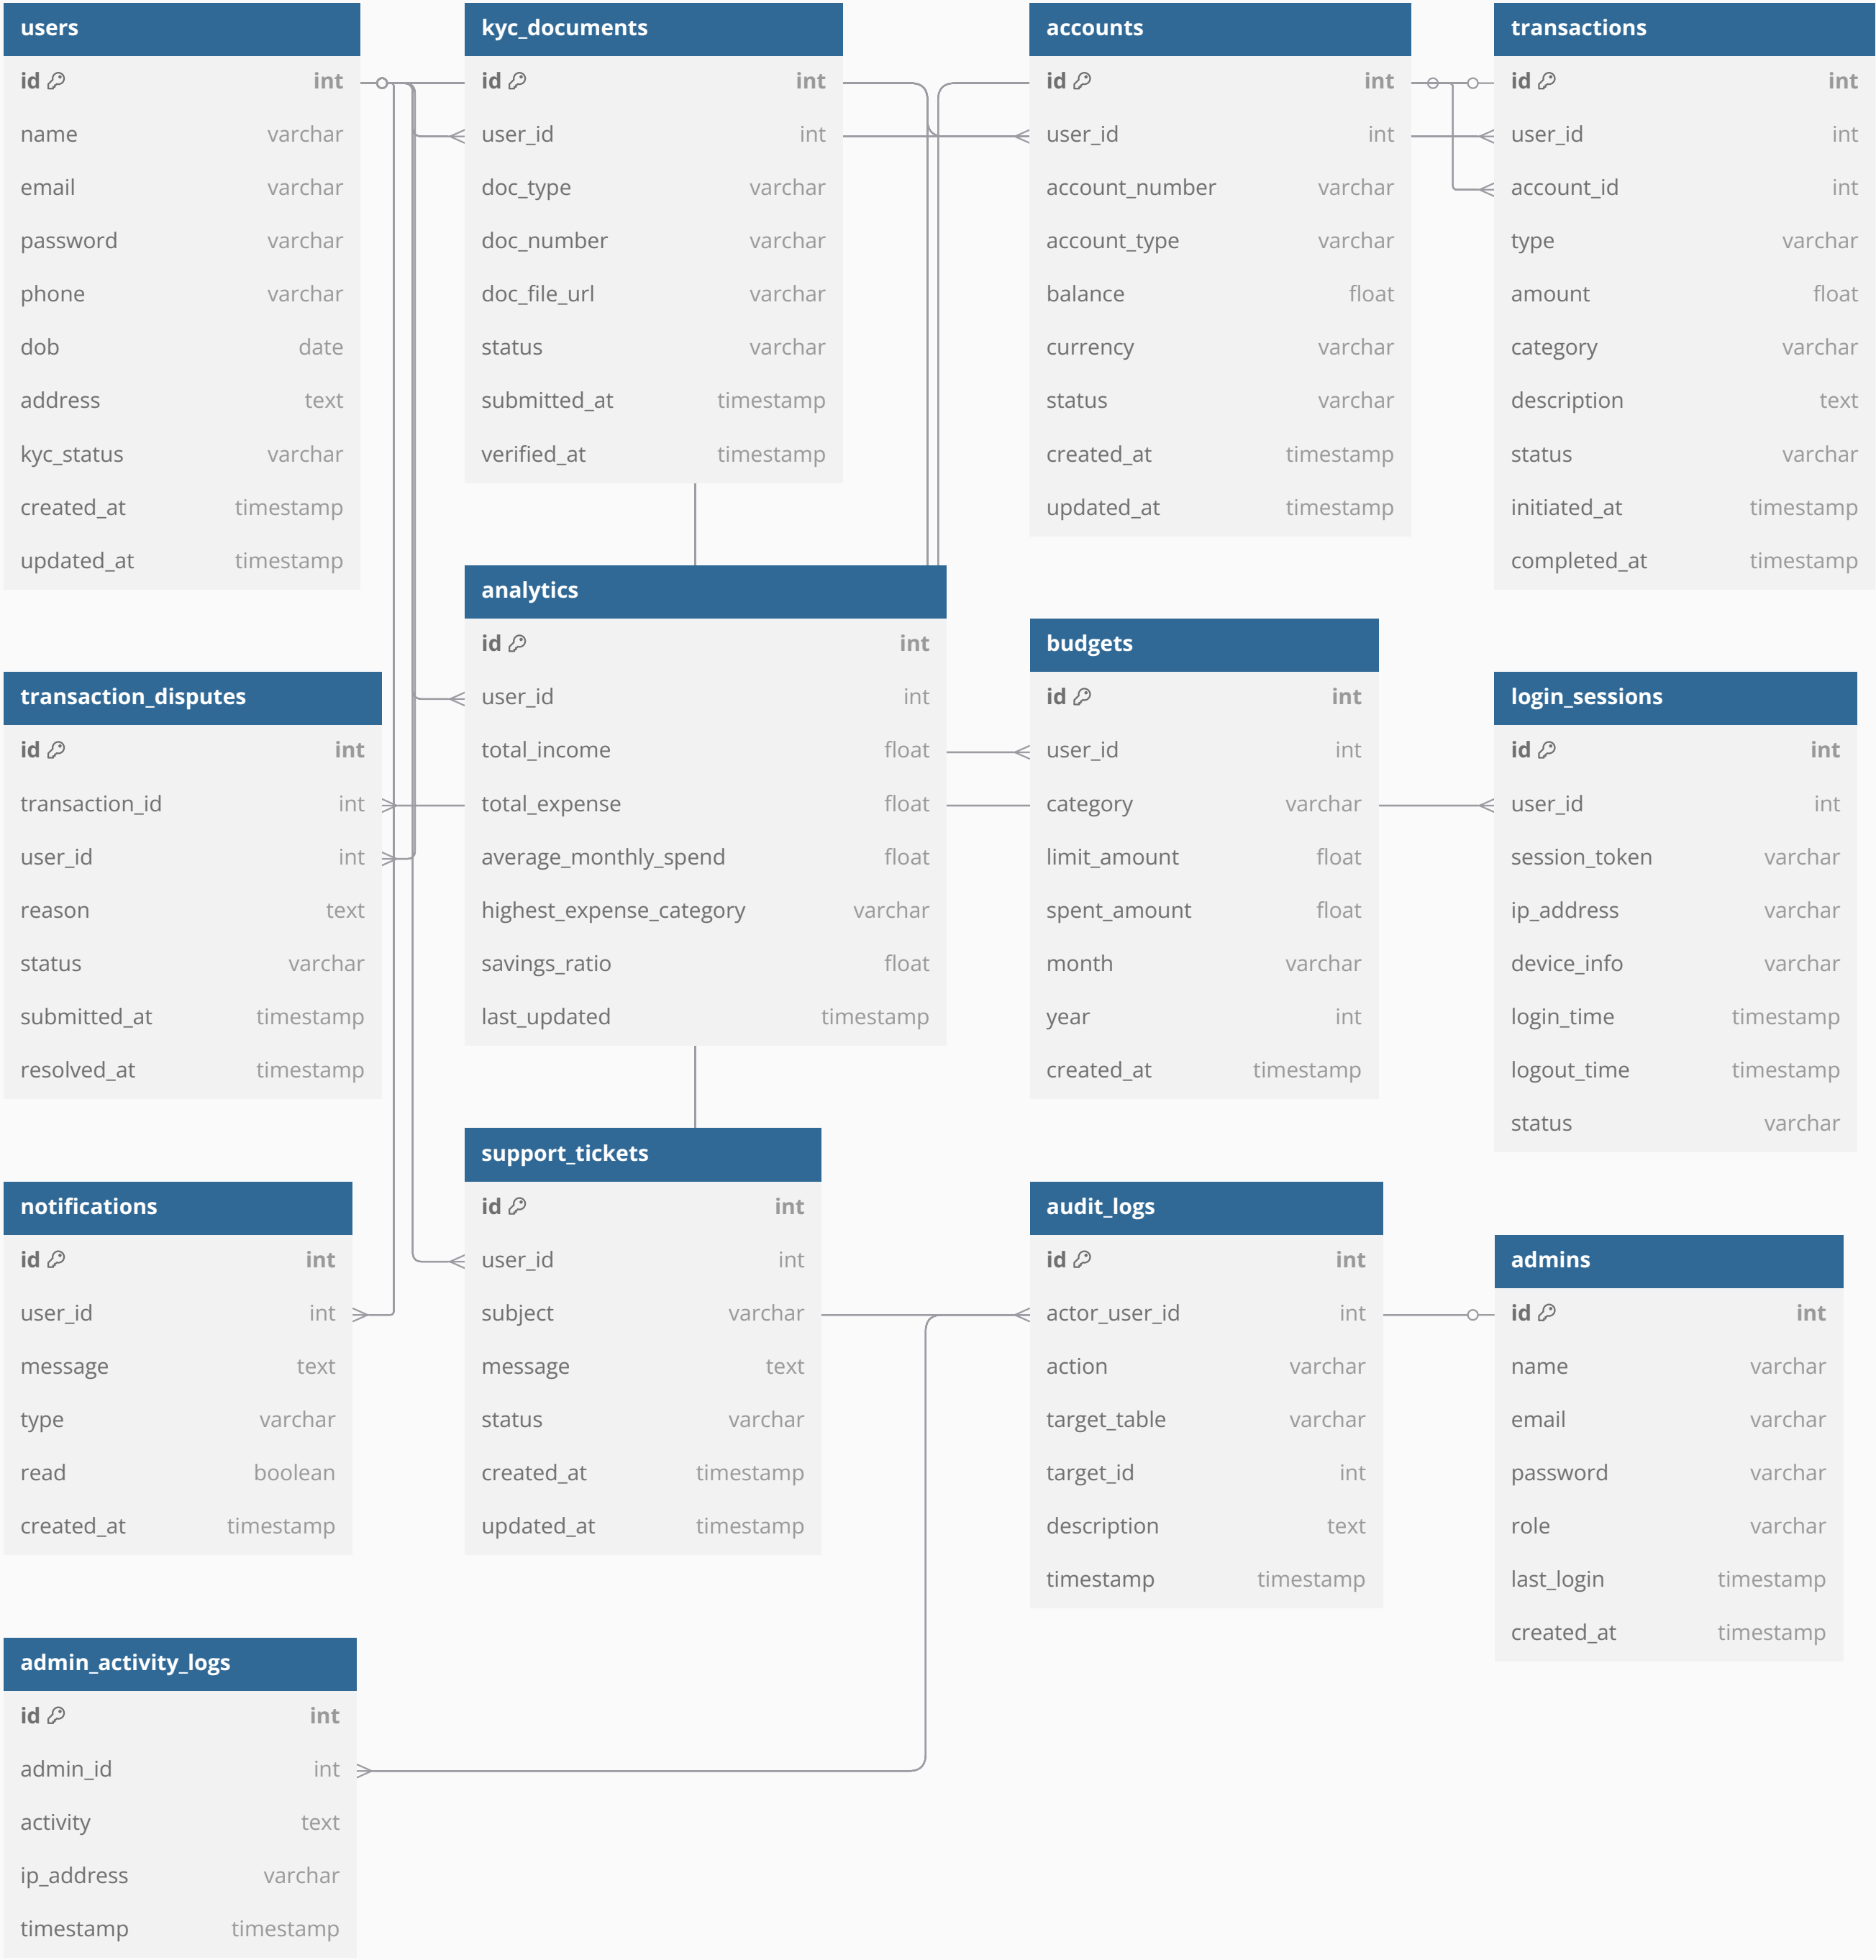 users
id int
name varchar
email varchar
password varchar
phone varchar
dob date
address text
kyc_status varchar
created_at timestamp
updated_at timestamp
kyc_documents
id int
user_id int
doc_type varchar
doc_number varchar
doc_file_url varchar
status varchar
submitted_at timestamp
verified_at timestamp
accounts
id int
user_id int
account_number varchar
account_type varchar
balance float
currency varchar
status varchar
created_at timestamp
updated_at timestamp
transactions
id int
user_id int
account_id int
type varchar
amount float
category varchar
description text
status varchar
initiated_at timestamp
completed_at timestamp
transaction_disputes
id int
transaction_id int
user_id int
reason text
status varchar
submitted_at timestamp
resolved_at timestamp
analytics
id int
user_id int
total_income float
total_expense float
average_monthly_spend float
highest_expense_category varchar
savings_ratio float
last_updated timestamp
budgets
id int
user_id int
category varchar
limit_amount float
spent_amount float
month varchar
year int
created_at timestamp
login_sessions
id int
user_id int
session_token varchar
ip_address varchar
device_info varchar
login_time timestamp
logout_time timestamp
status varchar
notifications
id int
user_id int
message text
type varchar
read boolean
created_at timestamp
support_tickets
id int
user_id int
subject varchar
message text
status varchar
created_at timestamp
updated_at timestamp
audit_logs
id int
actor_user_id int
action varchar
target_table varchar
target_id int
description text
timestamp timestamp
admins
id int
name varchar
email varchar
password varchar
role varchar
last_login timestamp
created_at timestamp
admin_activity_logs
id int
admin_id int
activity text
ip_address varchar
timestamp timestamp